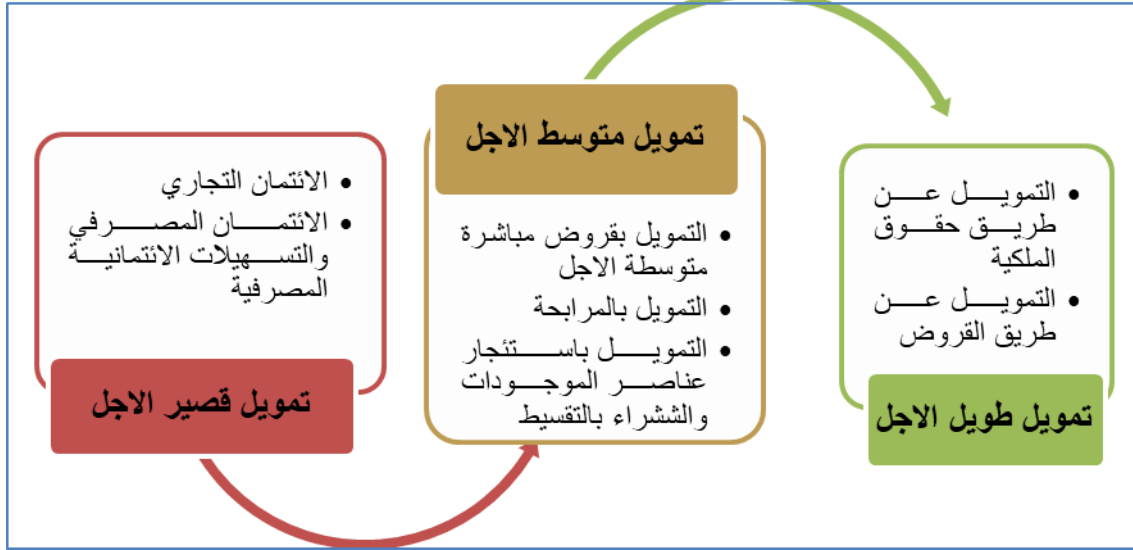 • الائتمان التجاري
• الائتمان المصرفي
والتسهيلات الائتمانية
المصرفية
تمويل قصير الاجل
تمويل متوسط الاجل
• التمويل بقروض مباشرة
متوسطة الاجل
• التمويل بالمرابحة
• التمويل باستئجار
عناصر الموجودات
والششراء بالتقسيط
• التمويل عن
طريق حقوق
الملكية
• التمويل عن
طريق القروض
تمويل طويل الاجل